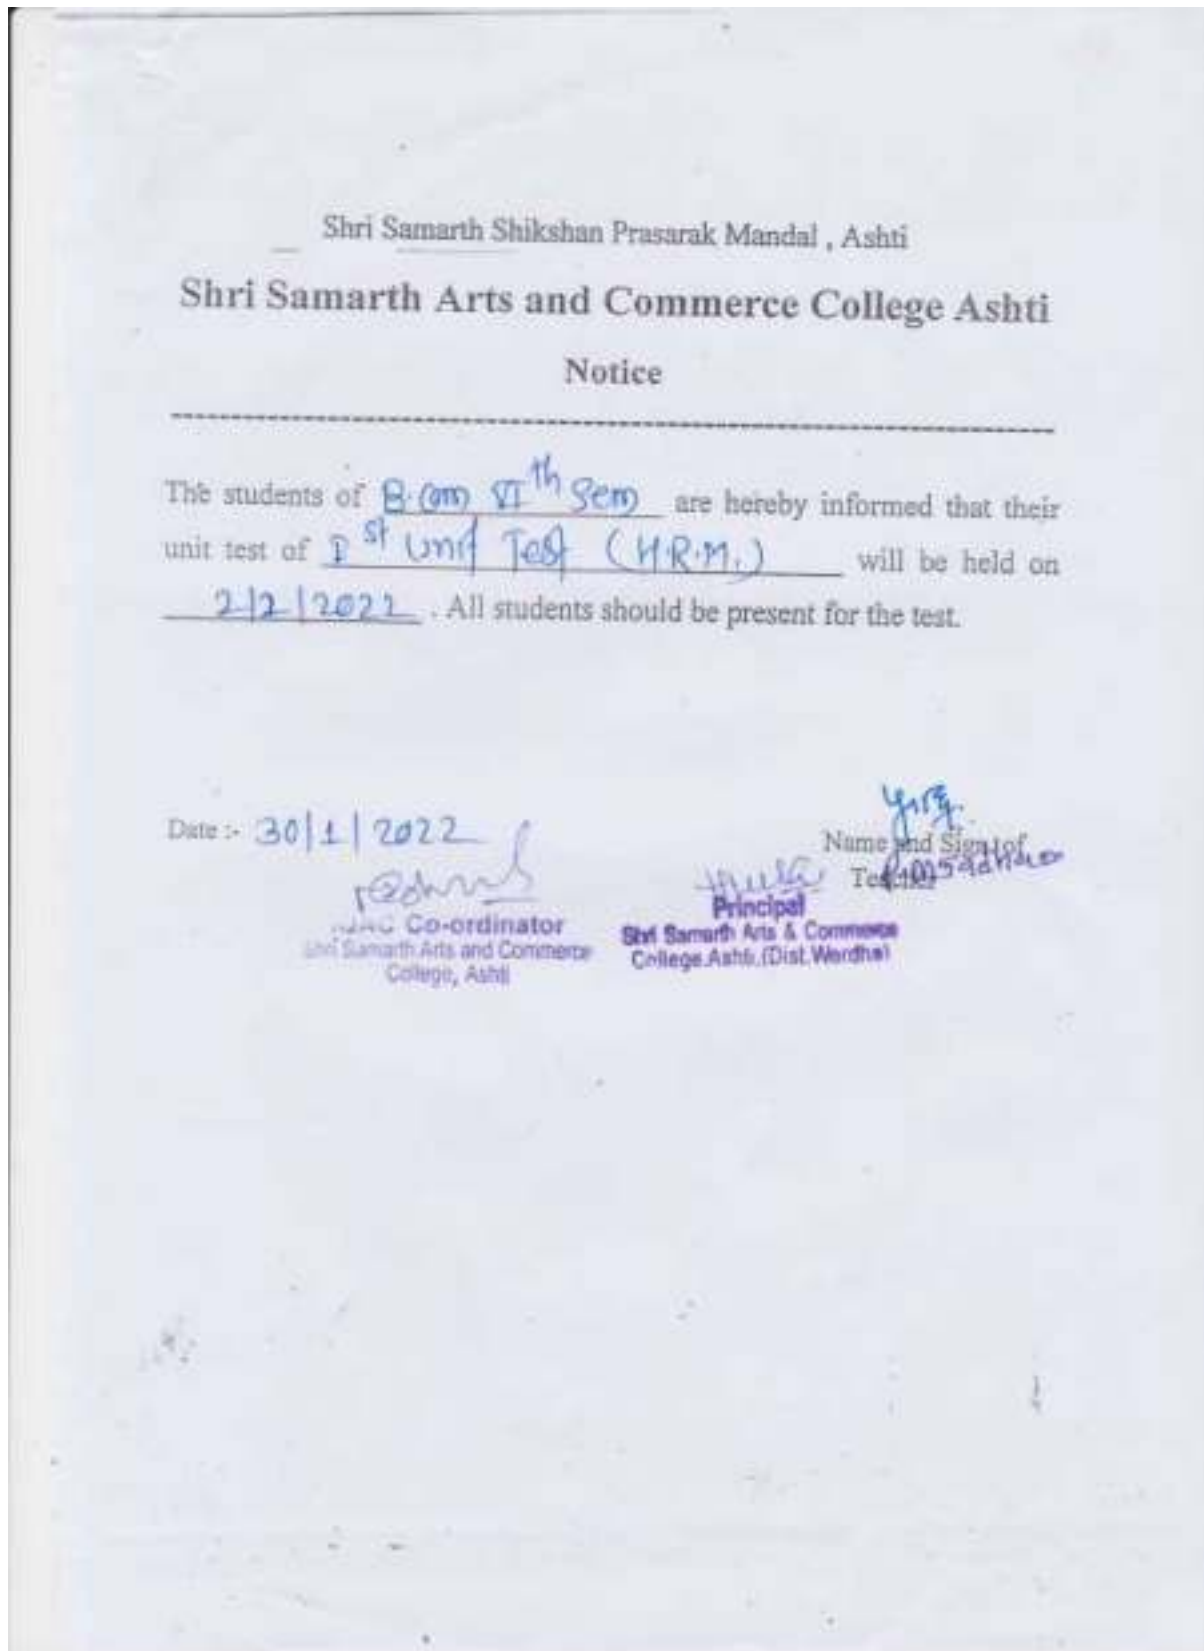 Shri Samarth Shikshan Prasarak Mandal , Ashti
Shri Samarth Arts and Commerce College Ashti
Notice
The students of B.Com VI th Sem are hereby informed that their
unit test of I st Unit Test (H.R.M.) will be held on
2/2/2022 . All students should be present for the test.
Date :- 30/1/2022
Name and Sign of
Co-ordinator
Shri Samarth Arts and Commerce
College, Ashti
Principal
Shri Samarth Arts & Commerce
College.Ashti.(Dist.Wardha)